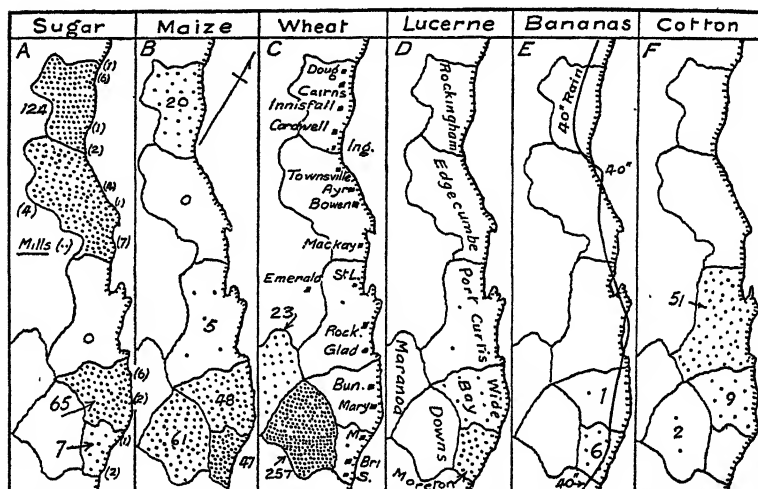 Sugar Maize Wheat Lucerne Bananas Cotton
A
(1)
(6)
124
(1)
(2)
(4)
(1)
(4)
(7)
Mills (..)
0
(6)
65
(2)
7
(1)
(2)
B
20
0
5
48
61
47
C
Doug
Cairns
Innisfail
Cardwell
Ing.
Townsville
Ayr
Bowen
Mackay
Emerald
St L.
23
Rock.
Glad
Bun.
Mary
M
Bri
S.
257
D
Rockingham
Edgecumbe
Port Curtis
Maranoa
Wide
Bay
Downs
Moreton
E
40" Rain
40"
1
6
40"
F
51
9
2